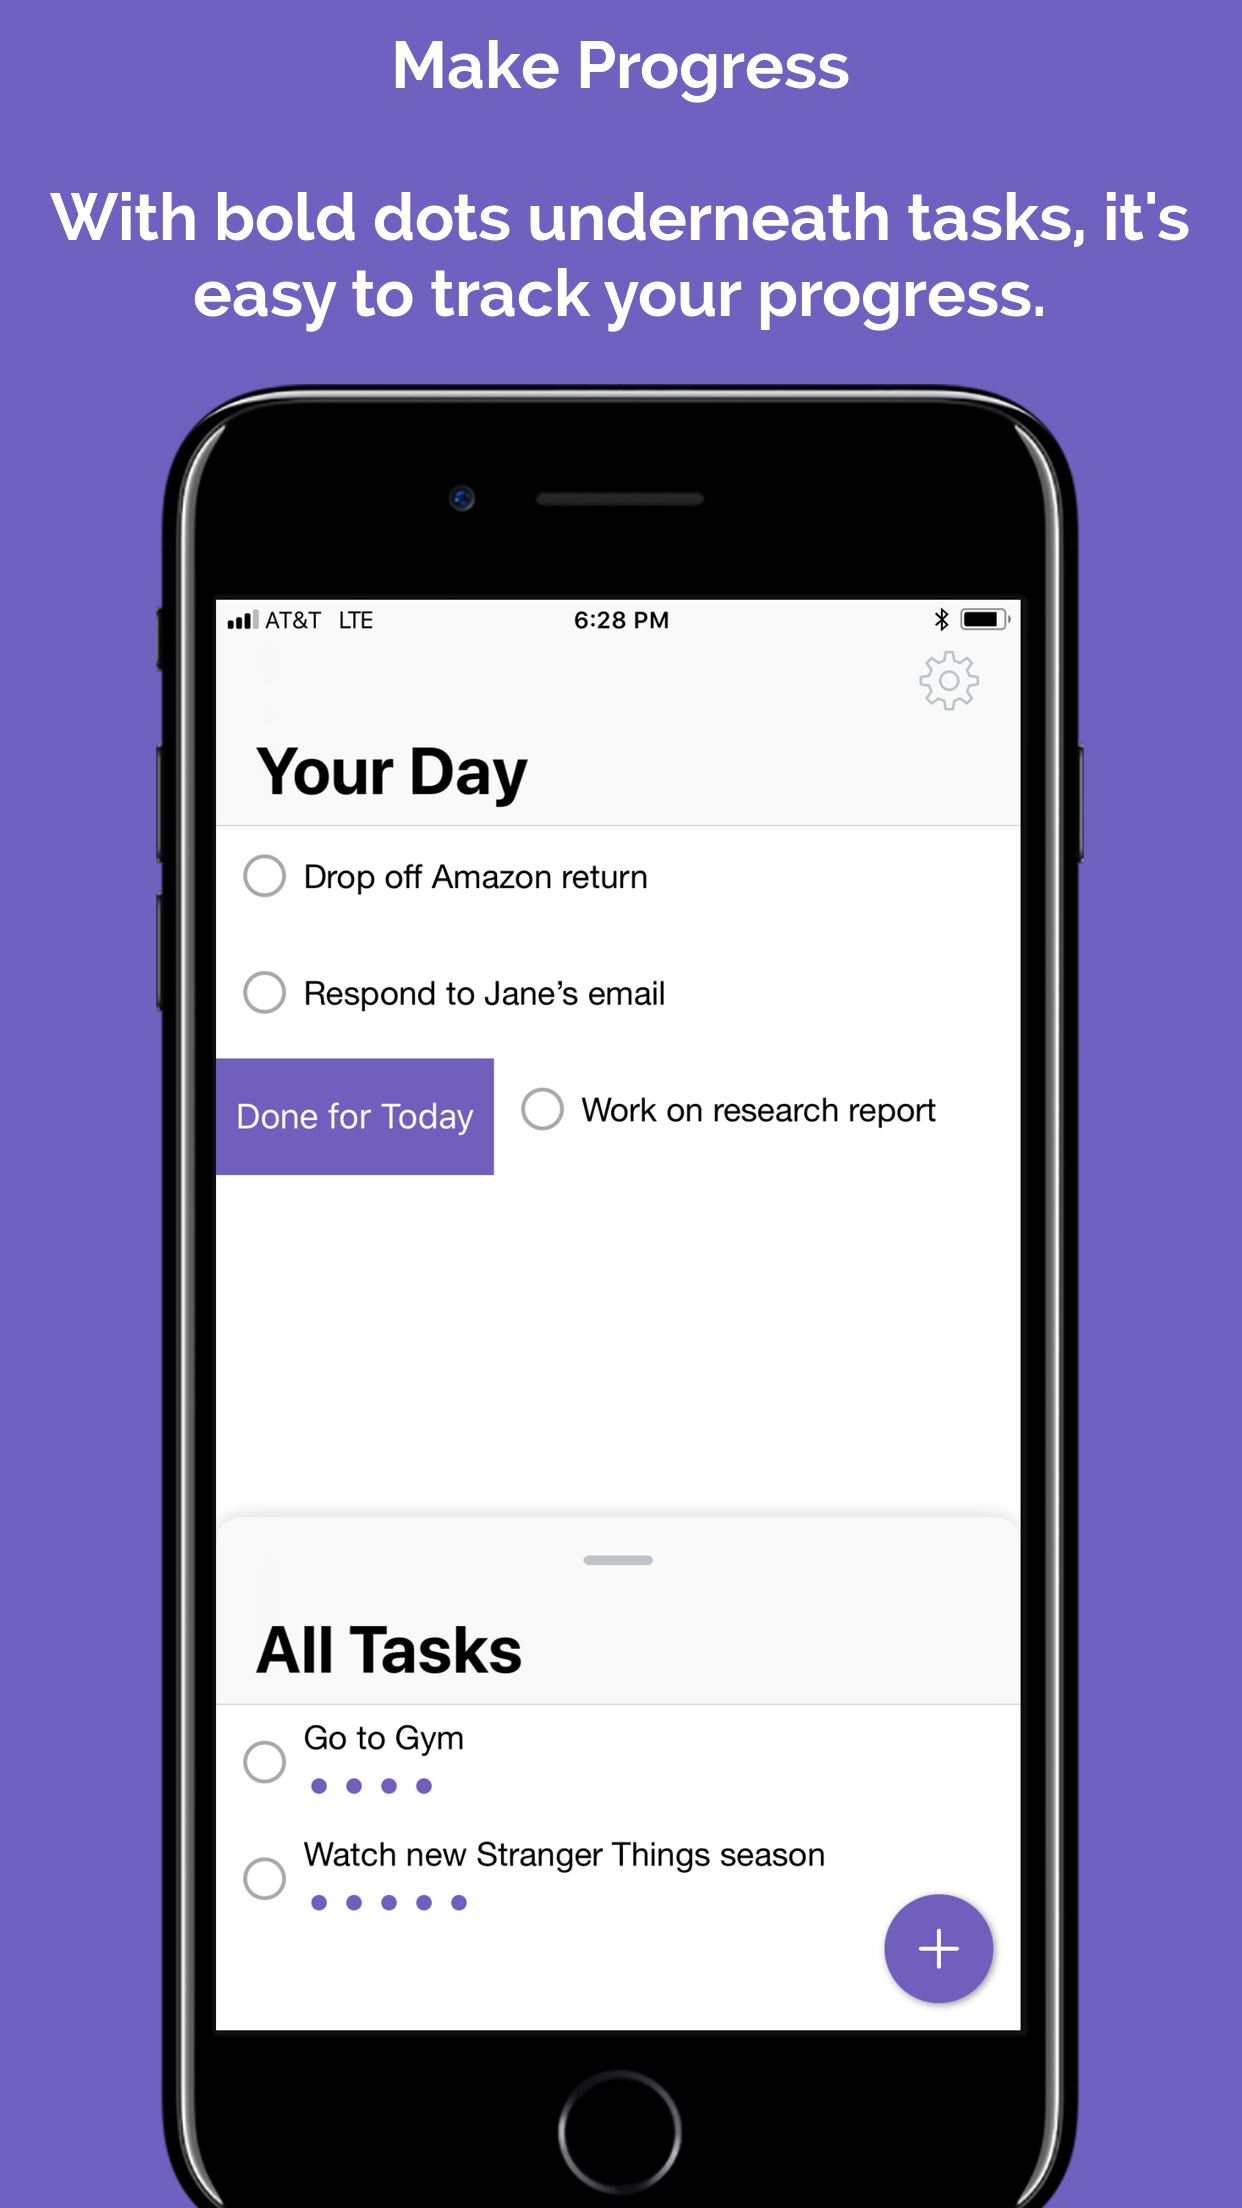 Make Progress
With bold dots underneath tasks, it's
easy to track your progress.
AT&T LTE 6:28 PM
Your Day
Drop off Amazon return
Respond to Jane’s email
Done for Today Work on research report
All Tasks
Go to Gym
Watch new Stranger Things season